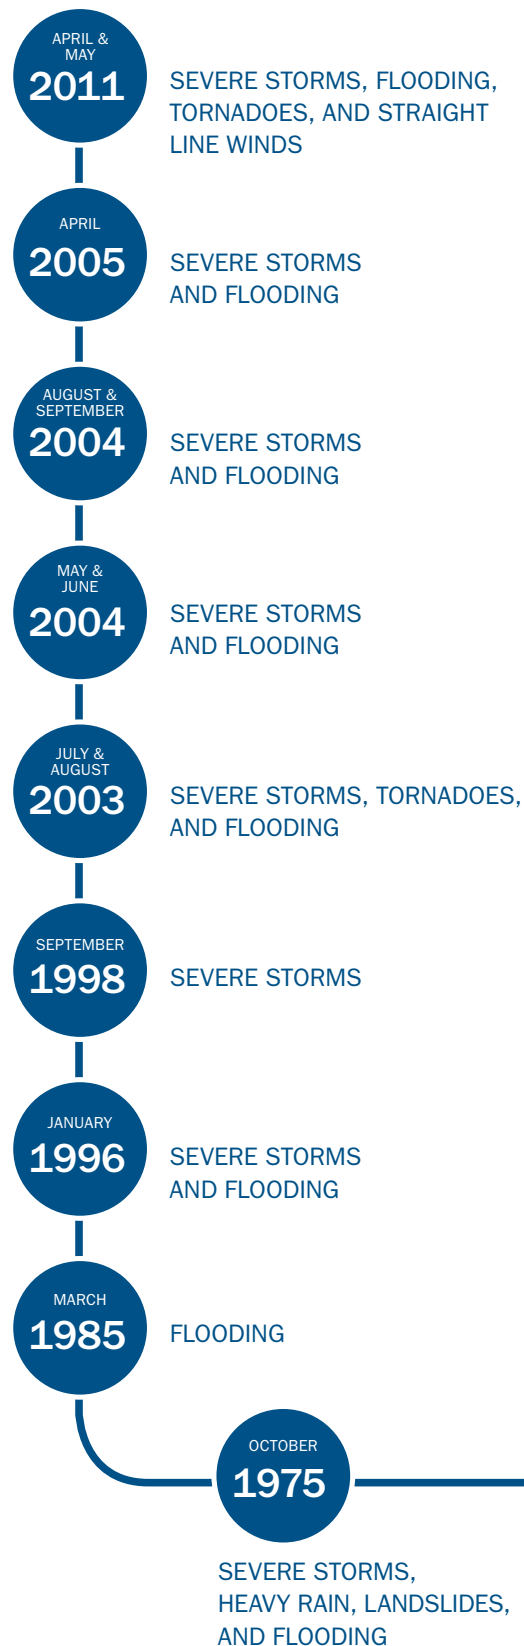 APRIL &
MAY
2011
SEVERE STORMS, FLOODING,
TORNADOES, AND STRAIGHT
LINE WINDS
APRIL
2005
SEVERE STORMS
AND FLOODING
AUGUST &
SEPTEMBER
2004
SEVERE STORMS
AND FLOODING
MAY &
JUNE
2004
SEVERE STORMS
AND FLOODING
JULY &
AUGUST
2003
SEVERE STORMS, TORNADOES,
AND FLOODING
SEPTEMBER
1998
SEVERE STORMS
JANUARY
1996
SEVERE STORMS
AND FLOODING
MARCH
1985
FLOODING
OCTOBER
1975
SEVERE STORMS,
HEAVY RAIN, LANDSLIDES,
AND FLOODING